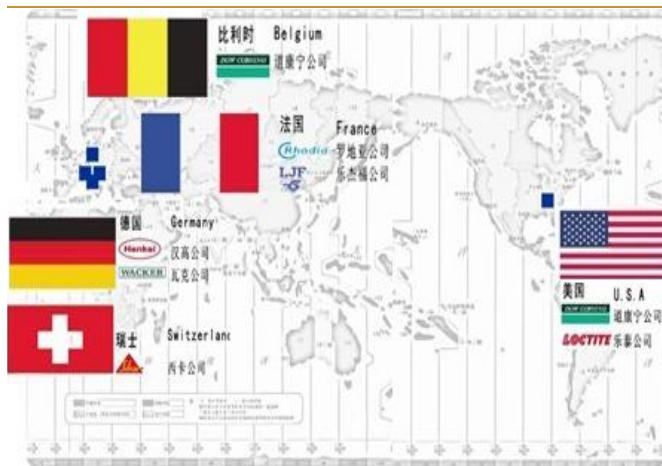 比利时 Belgium
DOW CORNING 道康宁公司
法国 France
Rhodia 罗地亚公司
LJF 乐杰福公司
德国 Germany
Henkel 汉高公司
WACKER 瓦克公司
美国 U.S.A
DOW CORNING 道康宁公司
LOCTITE 乐泰公司
瑞士 Switzerland
西卡公司